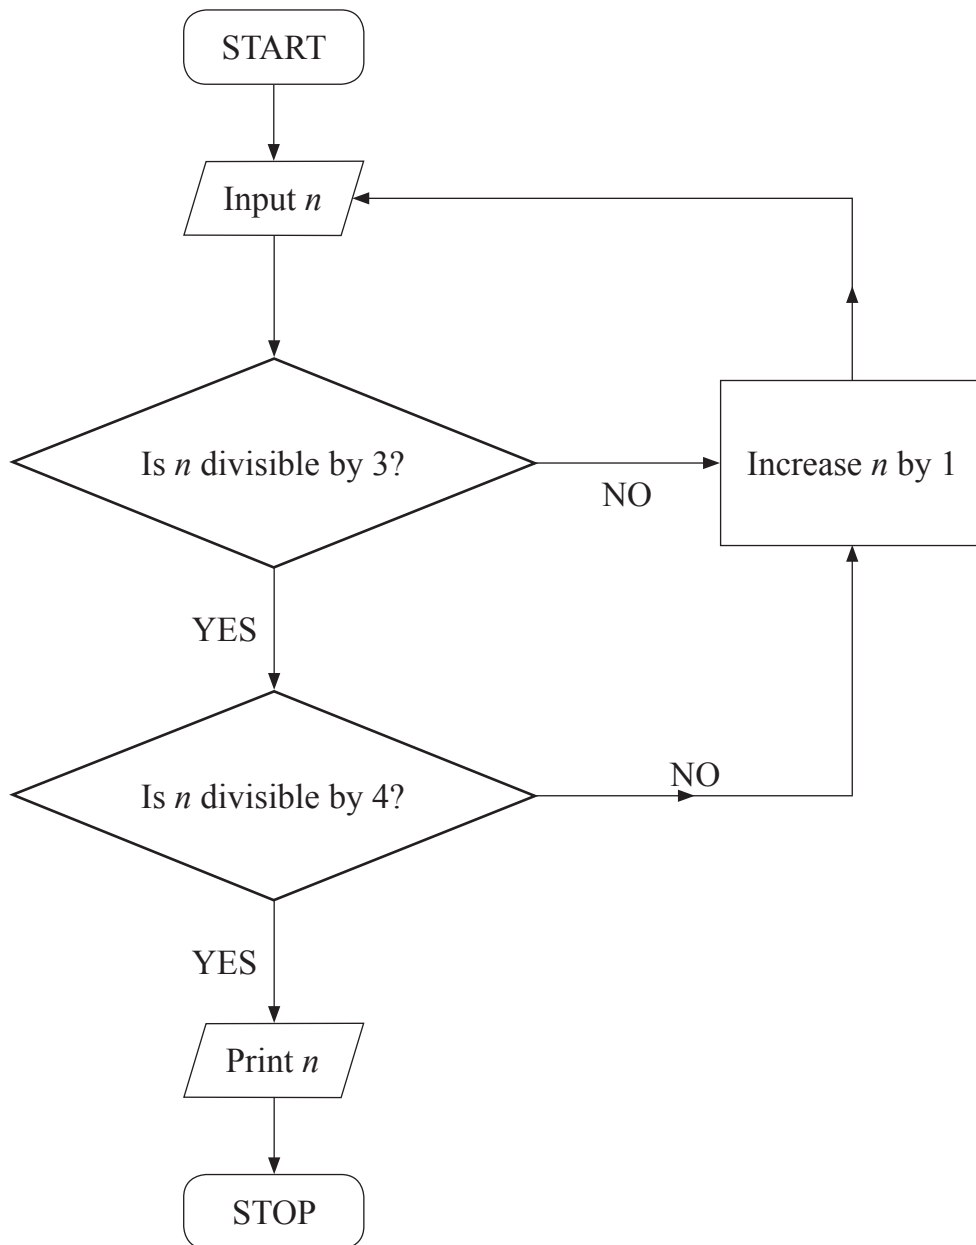 START
Input n
Is n divisible by 3?
NO
Increase n by 1
YES
Is n divisible by 4?
NO
YES
Print n
STOP